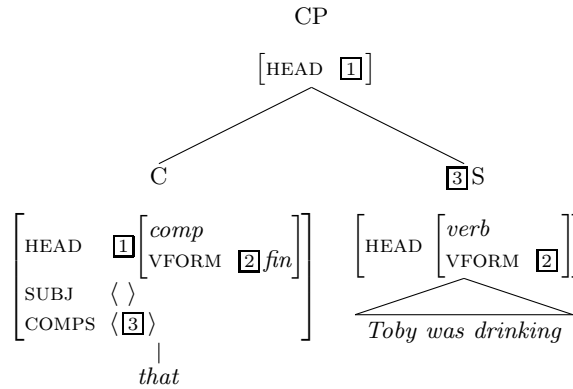 CP
[HEAD 1]
C 3 S
[HEAD 1 [comp
VFORM 2 fin]
SUBJ ⟨ ⟩
COMPS ⟨ 3 ⟩]
[HEAD [verb
VFORM 2]]
that
Toby was drinking